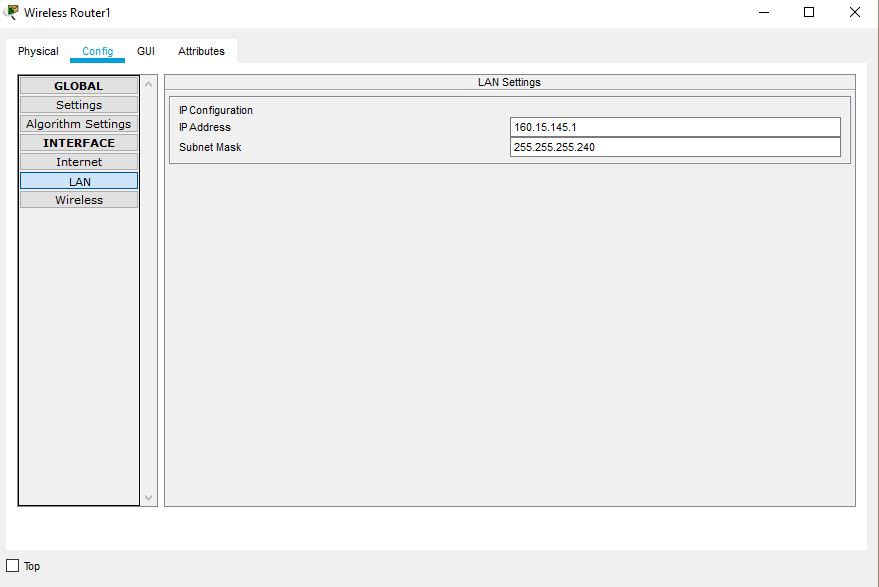 Wireless Router1
Physical Config GUI Attributes
GLOBAL
Settings
Algorithm Settings
INTERFACE
Internet
LAN
Wireless
LAN Settings
IP Configuration
IP Address 160.15.145.1
Subnet Mask 255.255.255.240
Top